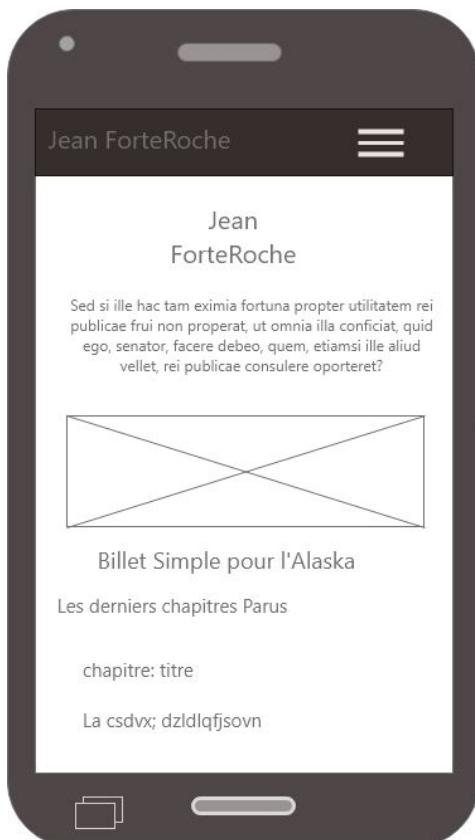 Jean ForteRoche
Jean
ForteRoche
Sed si ille hac tam eximia fortuna propter utilitatem rei
publicae frui non properat, ut omnia illa conficiat, quid
ego, senator, facere debeo, quem, etiamsi ille aliud
vellet, rei publicae consulere oporteret?
Billet Simple pour l'Alaska
Les derniers chapitres Parus
chapitre: titre
La csdvx; dzldlqfjsovn